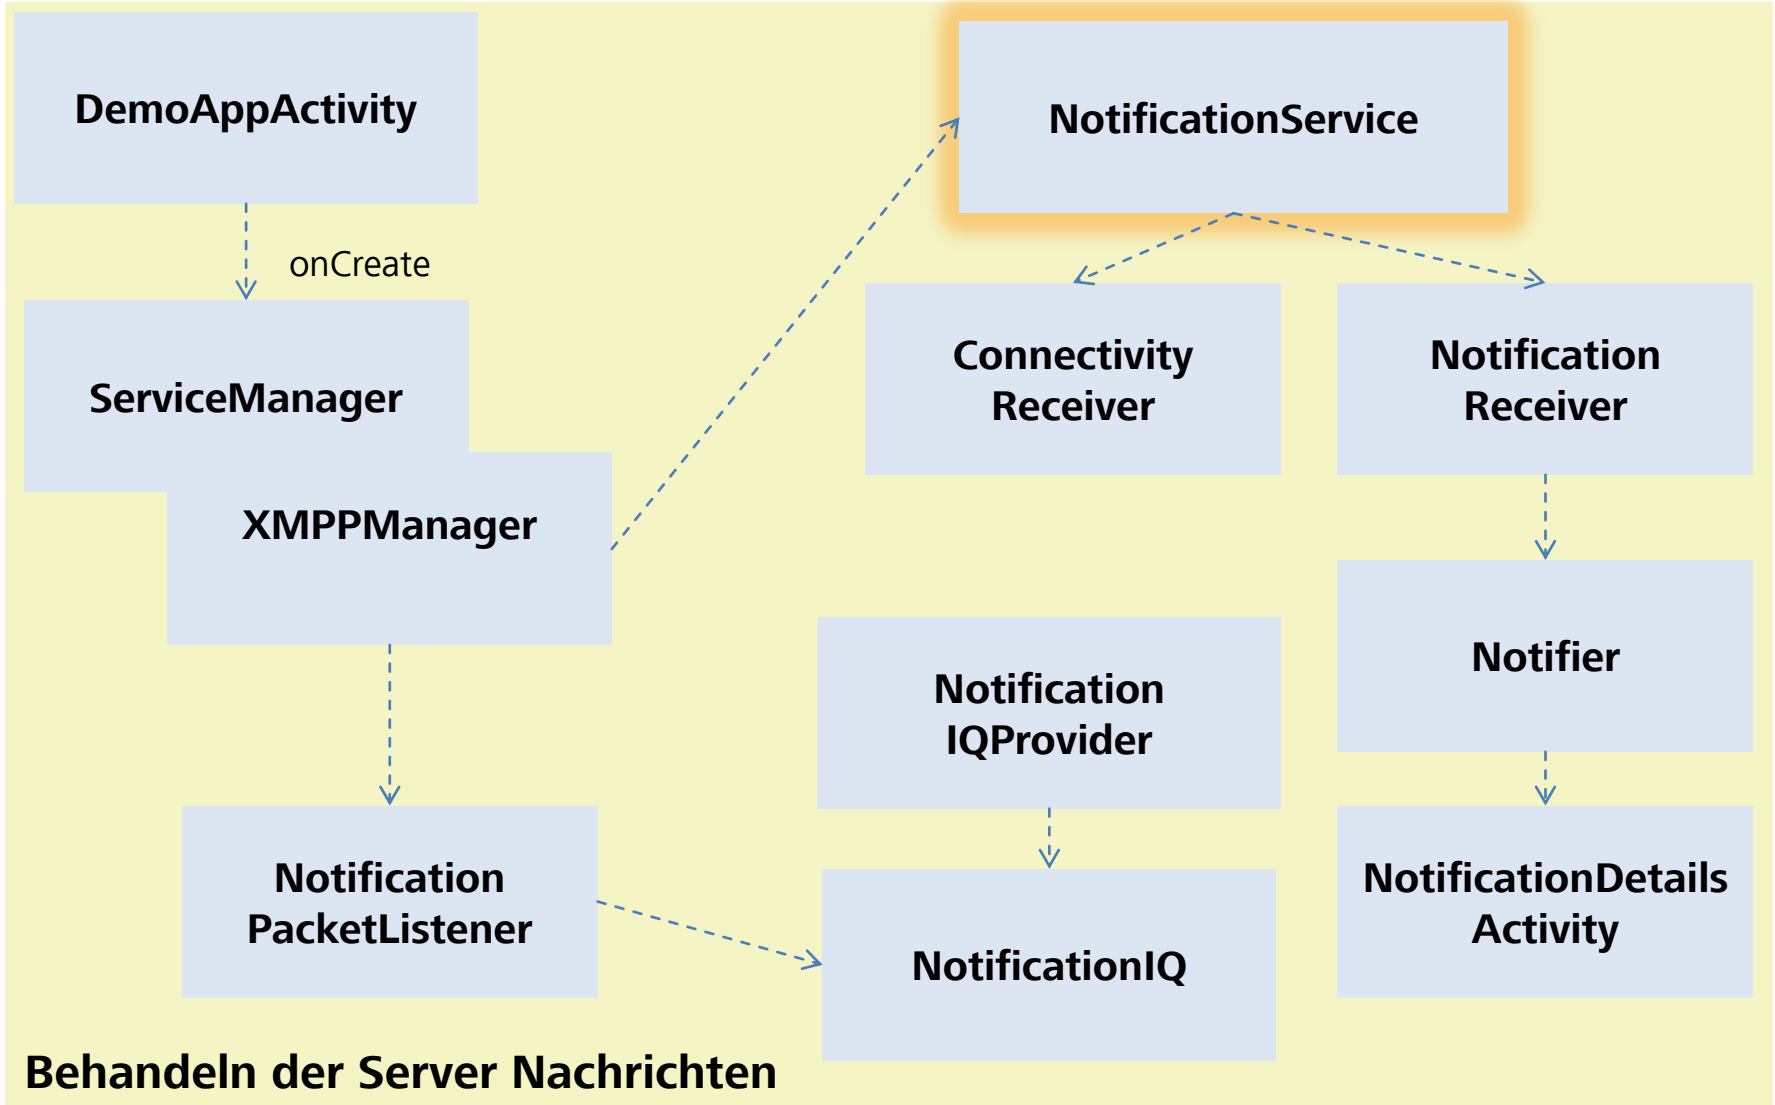 DemoAppActivity
NotificationService
onCreate
ServiceManager
Connectivity
Receiver
Notification
Receiver
XMPPManager
Notification
IQProvider
Notifier
Notification
PacketListener
NotificationIQ
NotificationDetails
Activity
Behandeln der Server Nachrichten